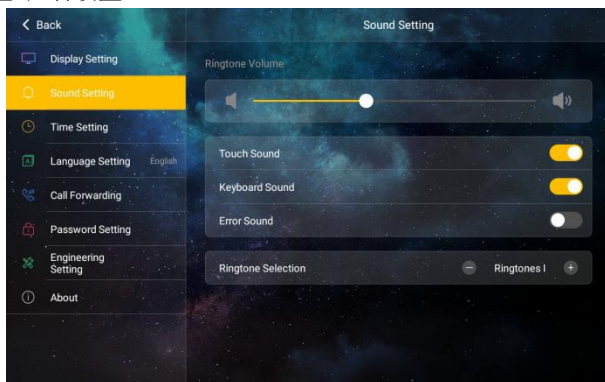 Back
Sound Setting
Display Setting
Sound Setting
Time Setting
Language Setting English
Call Forwarding
Password Setting
Engineering
Setting
About
Ringtone Volume
Touch Sound
Keyboard Sound
Error Sound
Ringtone Selection
Ringtones I